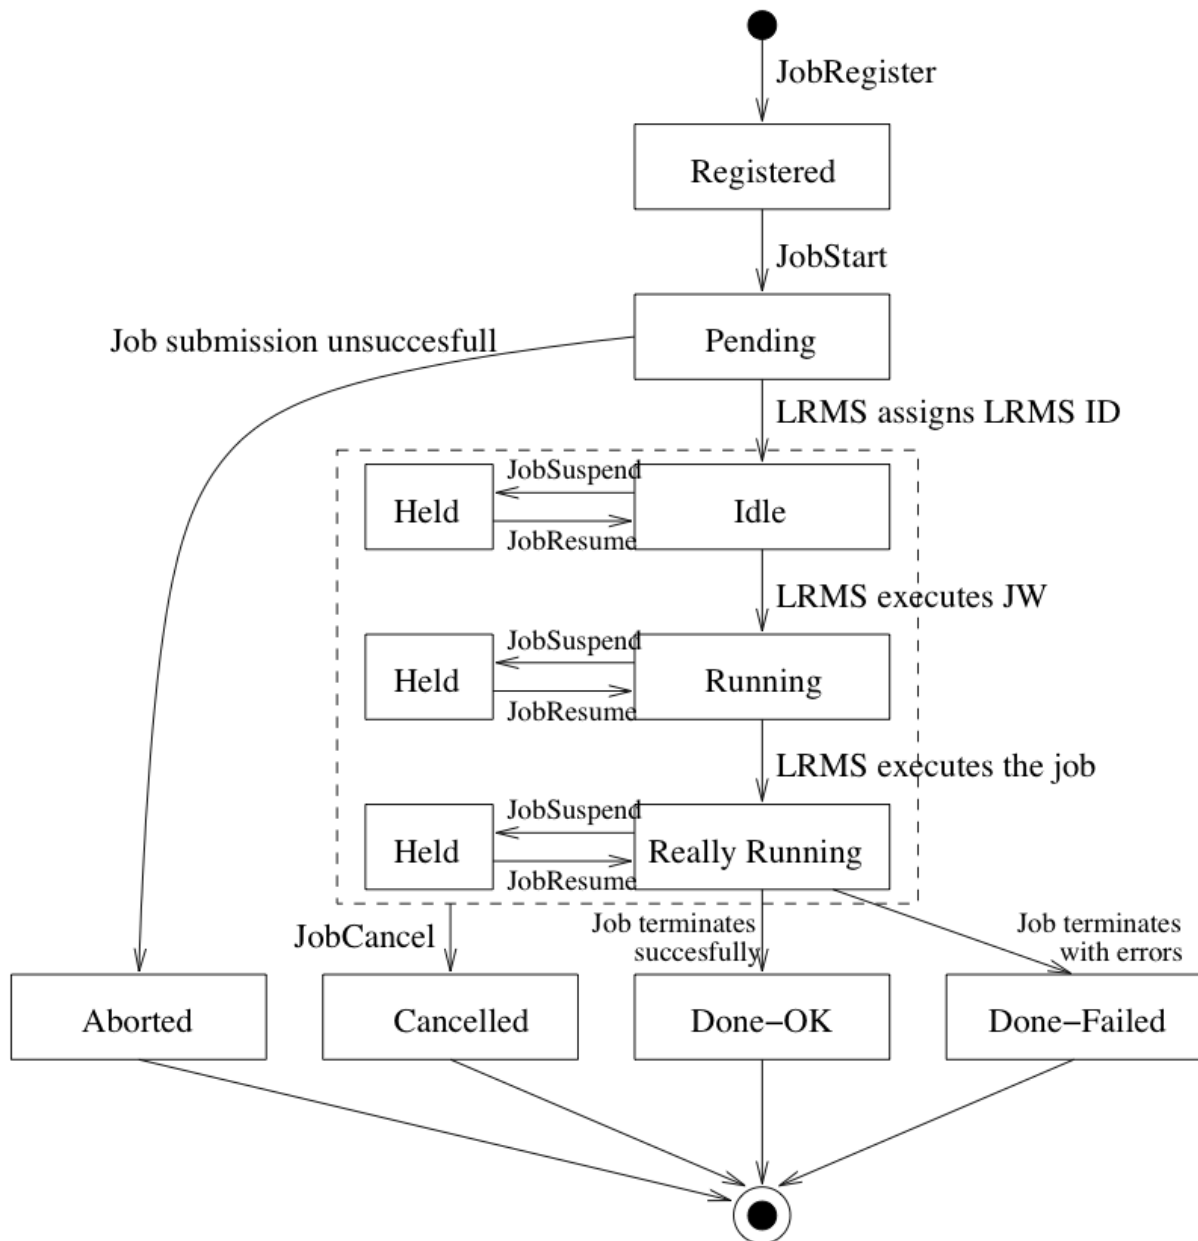 JobRegister
Registered
JobStart
Job submission unsuccesfull
Pending
LRMS assigns LRMS ID
JobSuspend
Held
Idle
JobResume
LRMS executes JW
JobSuspend
Held
Running
JobResume
LRMS executes the job
JobSuspend
Held
Really Running
JobResume
JobCancel
Job terminates
succesfully
Job terminates
with errors
Aborted
Cancelled
Done−OK
Done−Failed